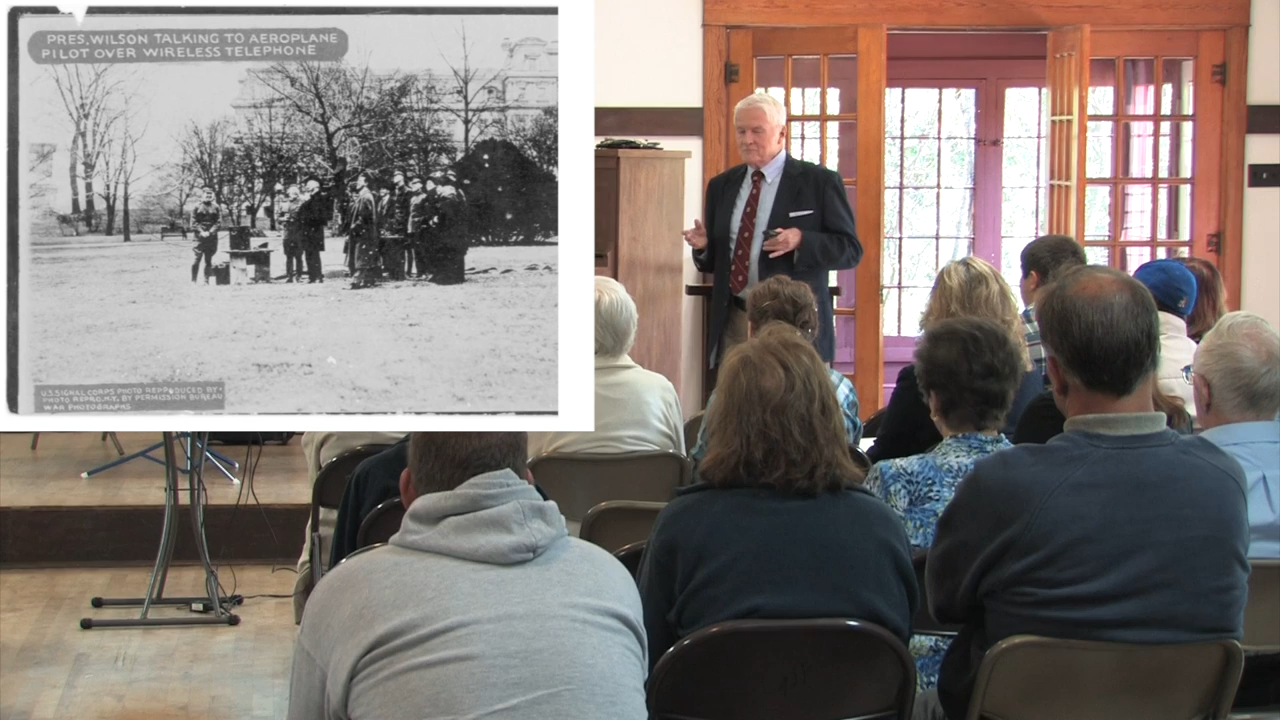 PRES. WILSON TALKING TO AEROPLANE
PILOT OVER WIRELESS TELEPHONE
U.S. SIGNAL CORPS PHOTO REPRODUCED BY
PHOTO REPRO. N.Y. BY PERMISSION BUREAU
WAR PHOTOGRAPHS